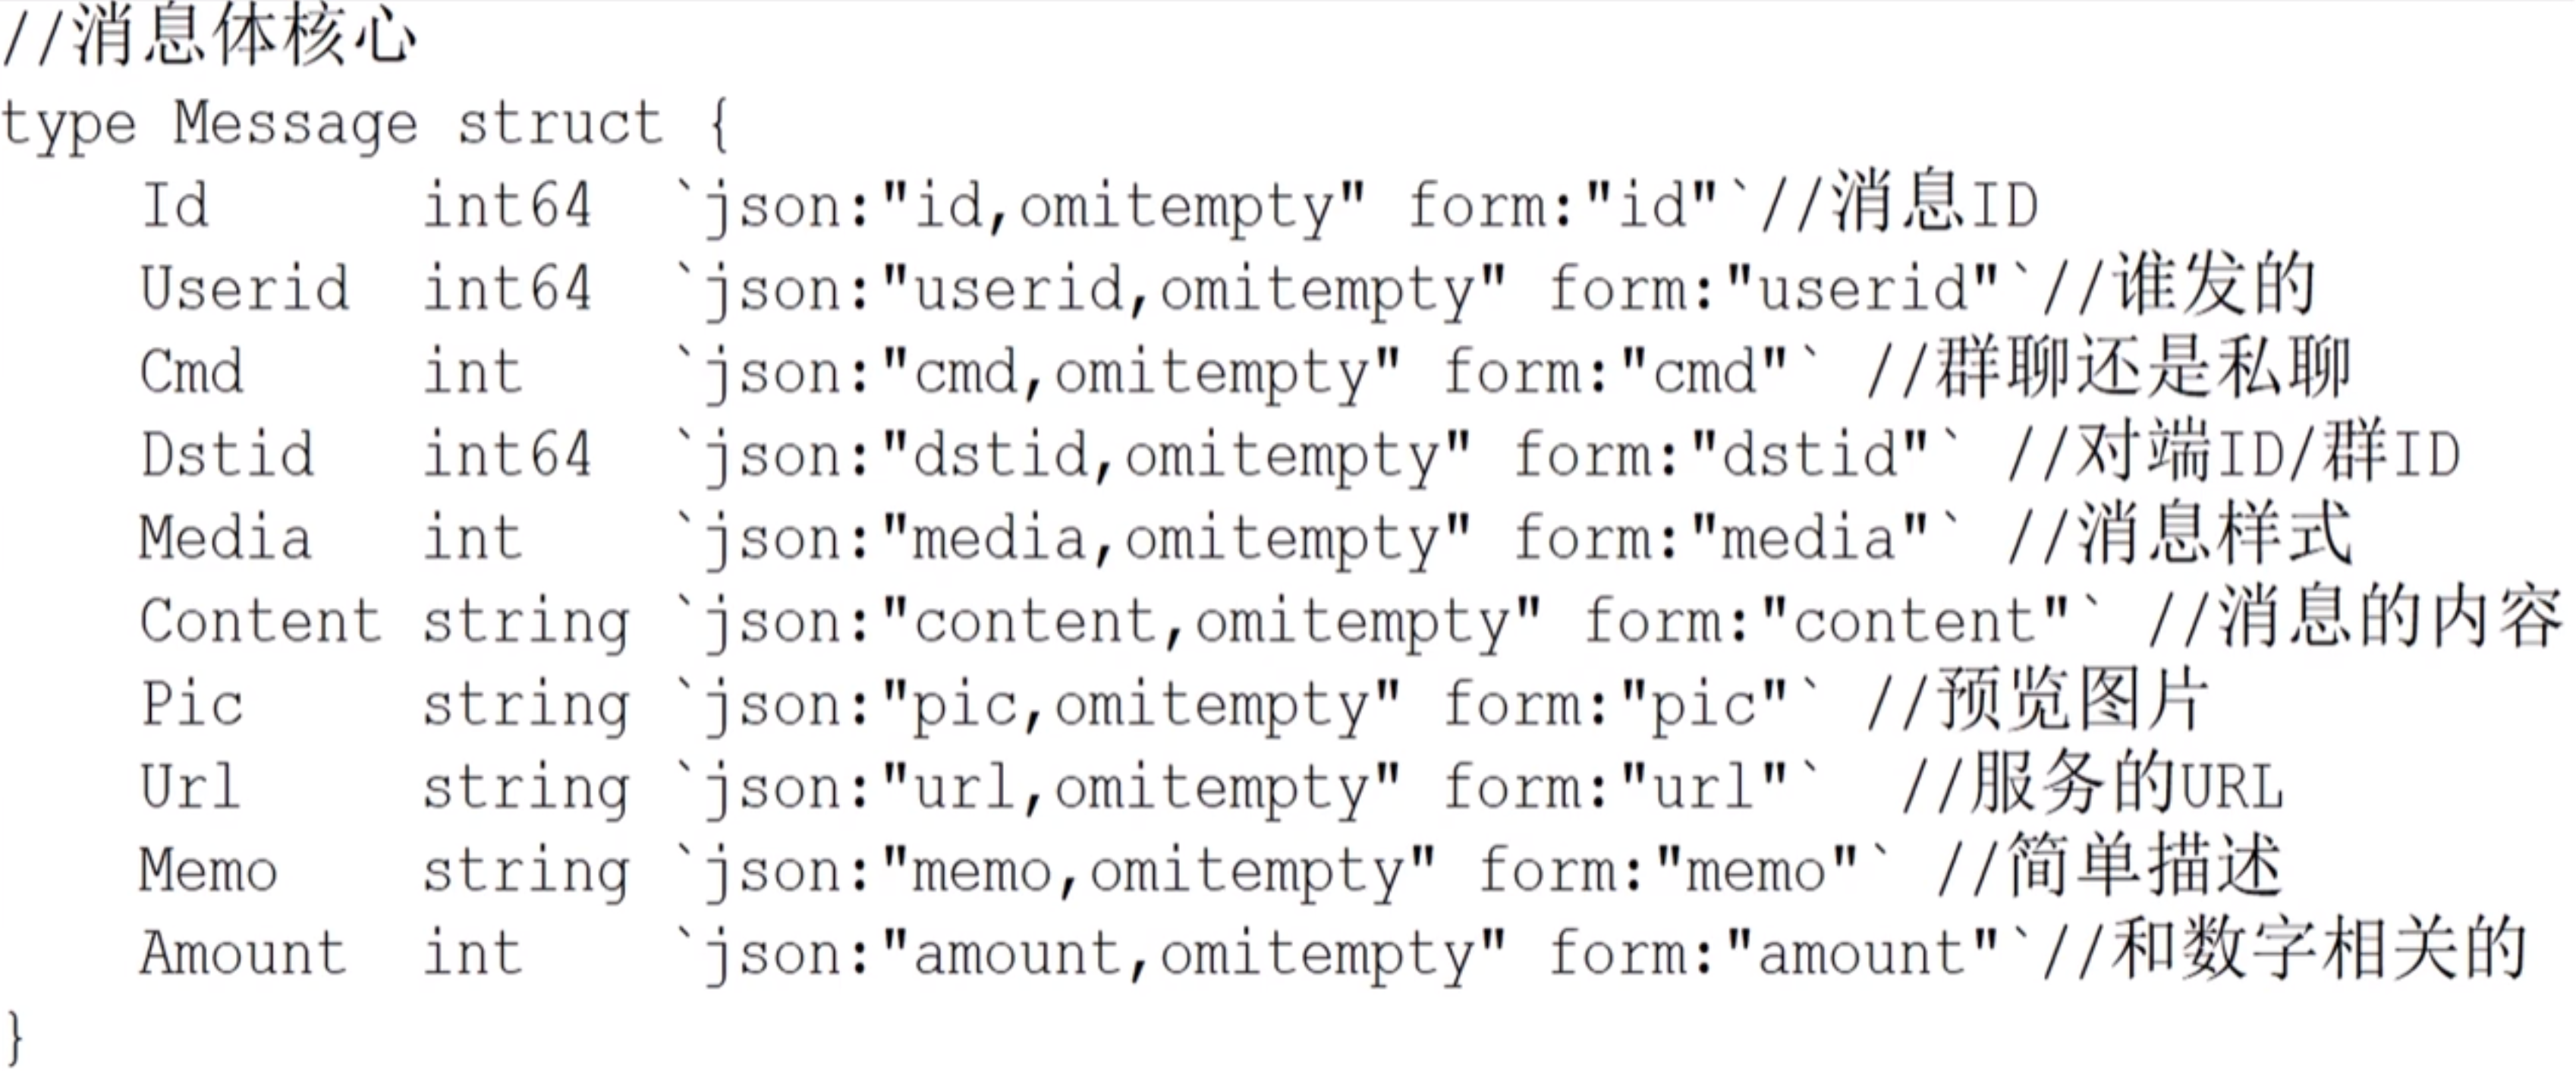 //消息体核心
type Message struct {
    Id      int64  `json:"id,omitempty" form:"id"`//消息ID
    Userid  int64  `json:"userid,omitempty" form:"userid"`//谁发的
    Cmd     int    `json:"cmd,omitempty" form:"cmd"` //群聊还是私聊
    Dstid   int64  `json:"dstid,omitempty" form:"dstid"` //对端ID/群ID
    Media   int    `json:"media,omitempty" form:"media"` //消息样式
    Content string `json:"content,omitempty" form:"content"` //消息的内容
    Pic     string `json:"pic,omitempty" form:"pic"` //预览图片
    Url     string `json:"url,omitempty" form:"url"`  //服务的URL
    Memo    string `json:"memo,omitempty" form:"memo"` //简单描述
    Amount  int    `json:"amount,omitempty" form:"amount"`//和数字相关的
}